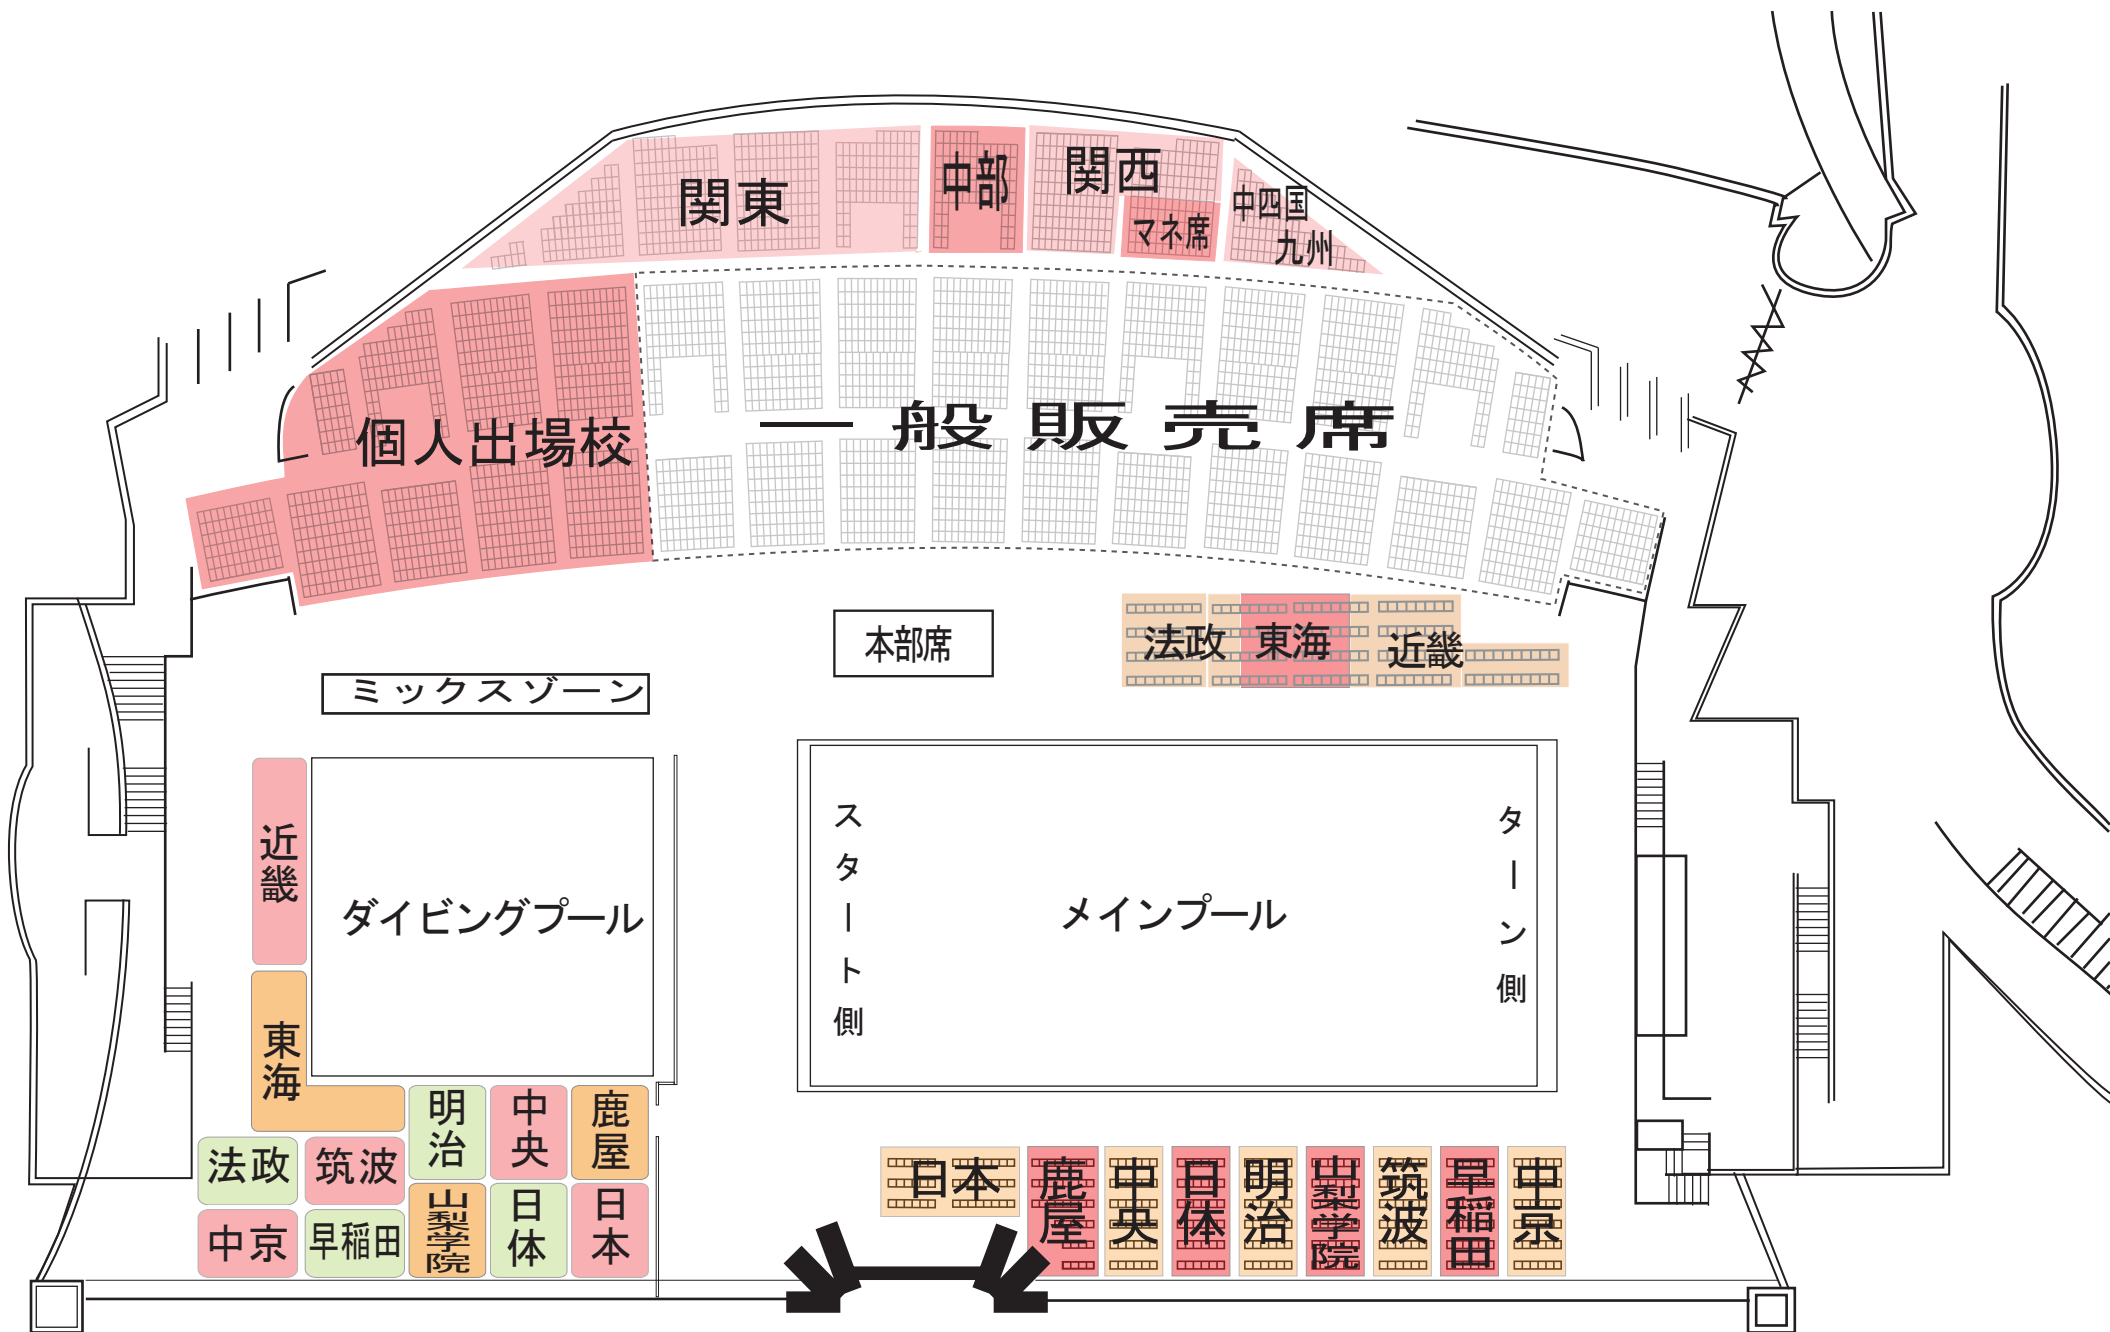 関東
中部
関西
マネ席
中四国
九州
個人出場校
一般販売席
本部席
法政
東海
近畿
ミックスゾーン
近畿
東海
ダイビングプール
スタート側
メインプール
ターン側
明治
中央
鹿屋
法政
筑波
山梨学院
日体
日本
中京
早稲田
日本
鹿屋
中央
日体
明治
山梨学院
筑波
早稲田
中京